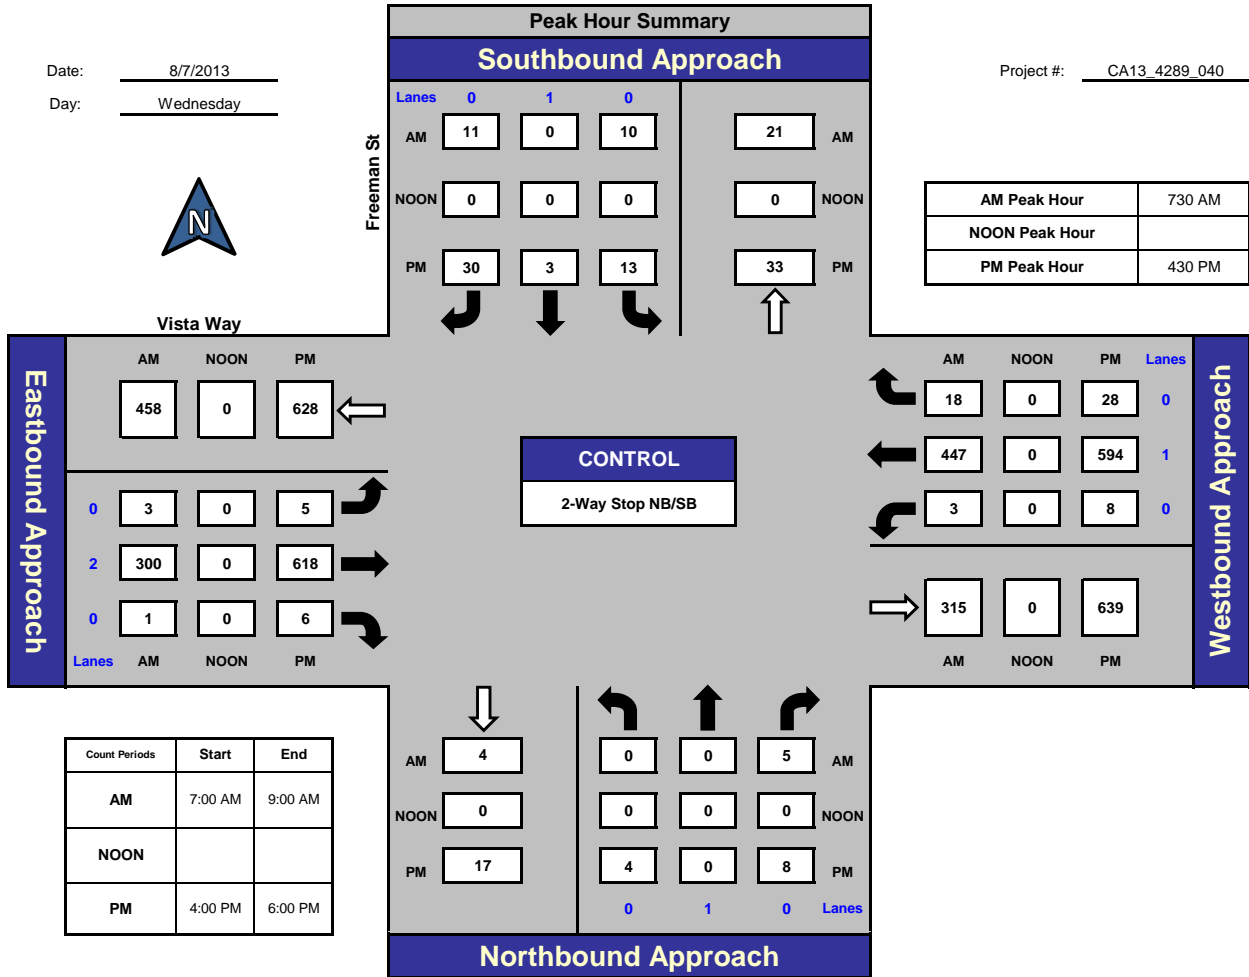 Peak Hour Summary
Southbound Approach
Date: 8/7/2013
Project #: CA13_4289_040
Day: Wednesday
Lanes 0 1 0
AM 11 0 10 21 AM
Freeman St
N
NOON 0 0 0 0 NOON
AM Peak Hour 730 AM
NOON Peak Hour
PM Peak Hour 430 PM
PM 30 3 13 33 PM
Vista Way
Eastbound Approach
AM NOON PM
458 0 628
0 3 0 5
2 300 0 618
0 1 0 6
Lanes AM NOON PM
CONTROL
2-Way Stop NB/SB
AM NOON PM Lanes
18 0 28 0
447 0 594 1
3 0 8 0
315 0 639
AM NOON PM
Westbound Approach
Count Periods Start End
AM 7:00 AM 9:00 AM
NOON
PM 4:00 PM 6:00 PM
AM 4 0 0 5 AM
NOON 0 0 0 0 NOON
PM 17 4 0 8 PM
0 1 0 Lanes
Northbound Approach